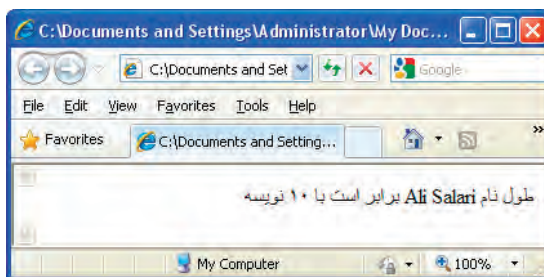 C:\Documents and Settings\Administrator\My Doc...
C:\Documents and Set
Google
File Edit View Favorites Tools Help
Favorites
C:\Documents and Setting...
»
طول نام Ali Salari برابر است با ۱۰ نویسه
My Computer
100%